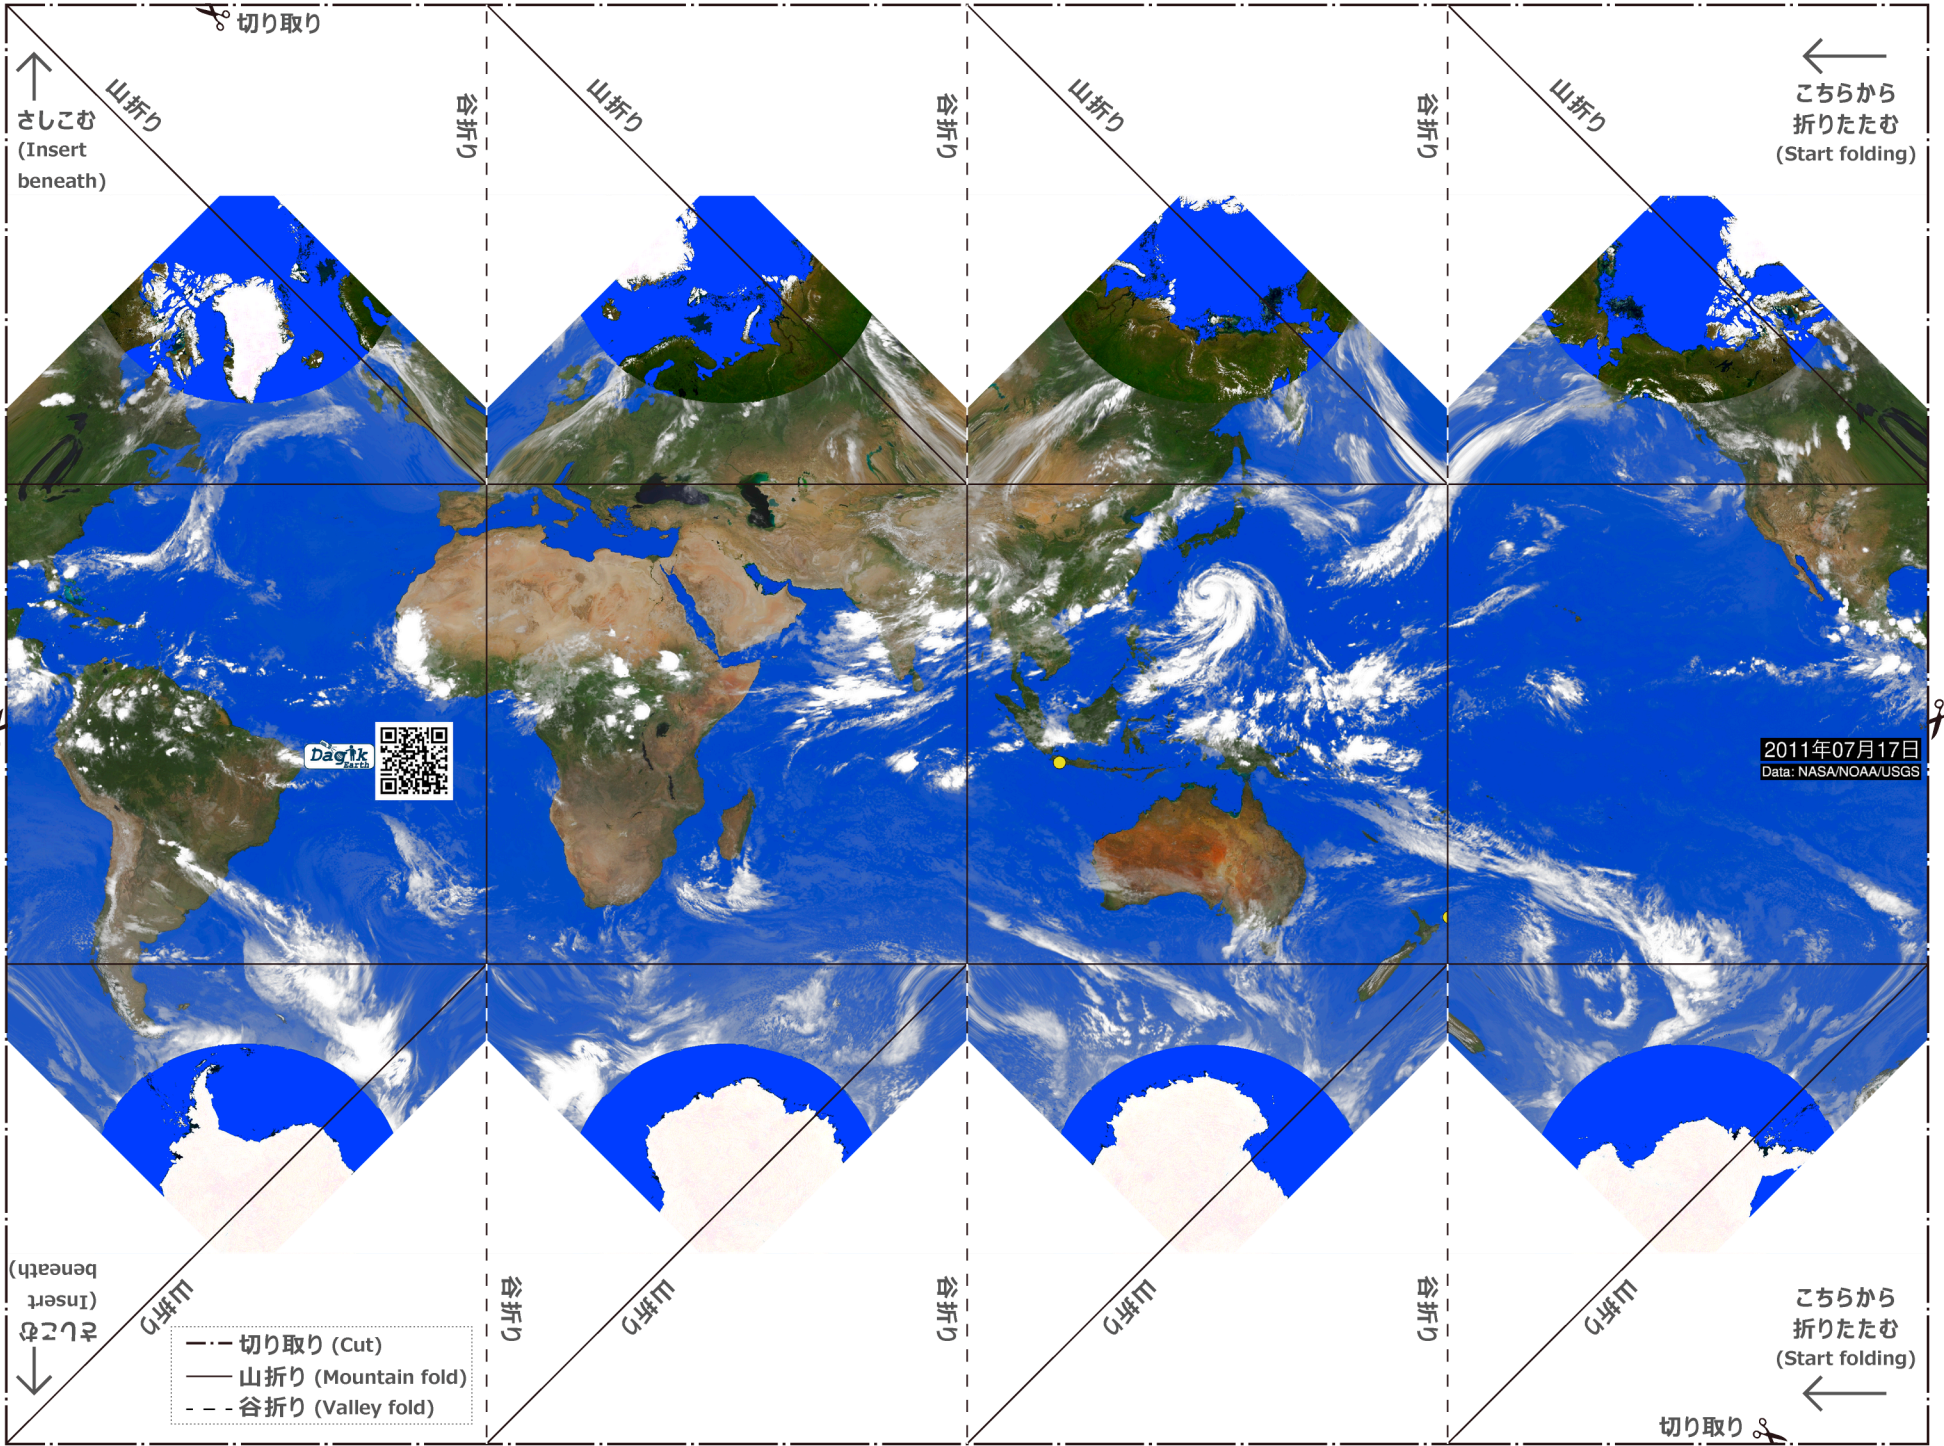 切り取り
さしこむ
(Insert
beneath)
山折り
谷折り
山折り
谷折り
山折り
谷折り
山折り
こちらから
折りたたむ
(Start folding)
Dagik
Earth
2011年07月17日
Data: NASA/NOAA/USGS
さしこむ
(Insert
beneath)
山折り
谷折り
山折り
谷折り
山折り
谷折り
山折り
こちらから
折りたたむ
(Start folding)
切り取り (Cut)
山折り (Mountain fold)
谷折り (Valley fold)
切り取り